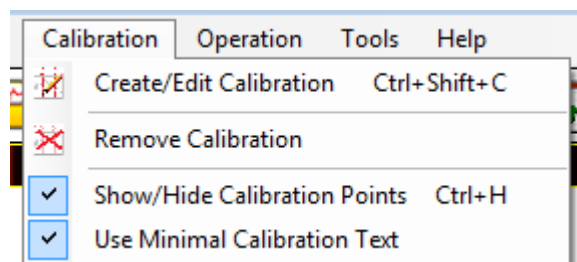 Calibration Operation Tools Help
Create/Edit Calibration Ctrl+Shift+C
Remove Calibration
Show/Hide Calibration Points Ctrl+H
Use Minimal Calibration Text